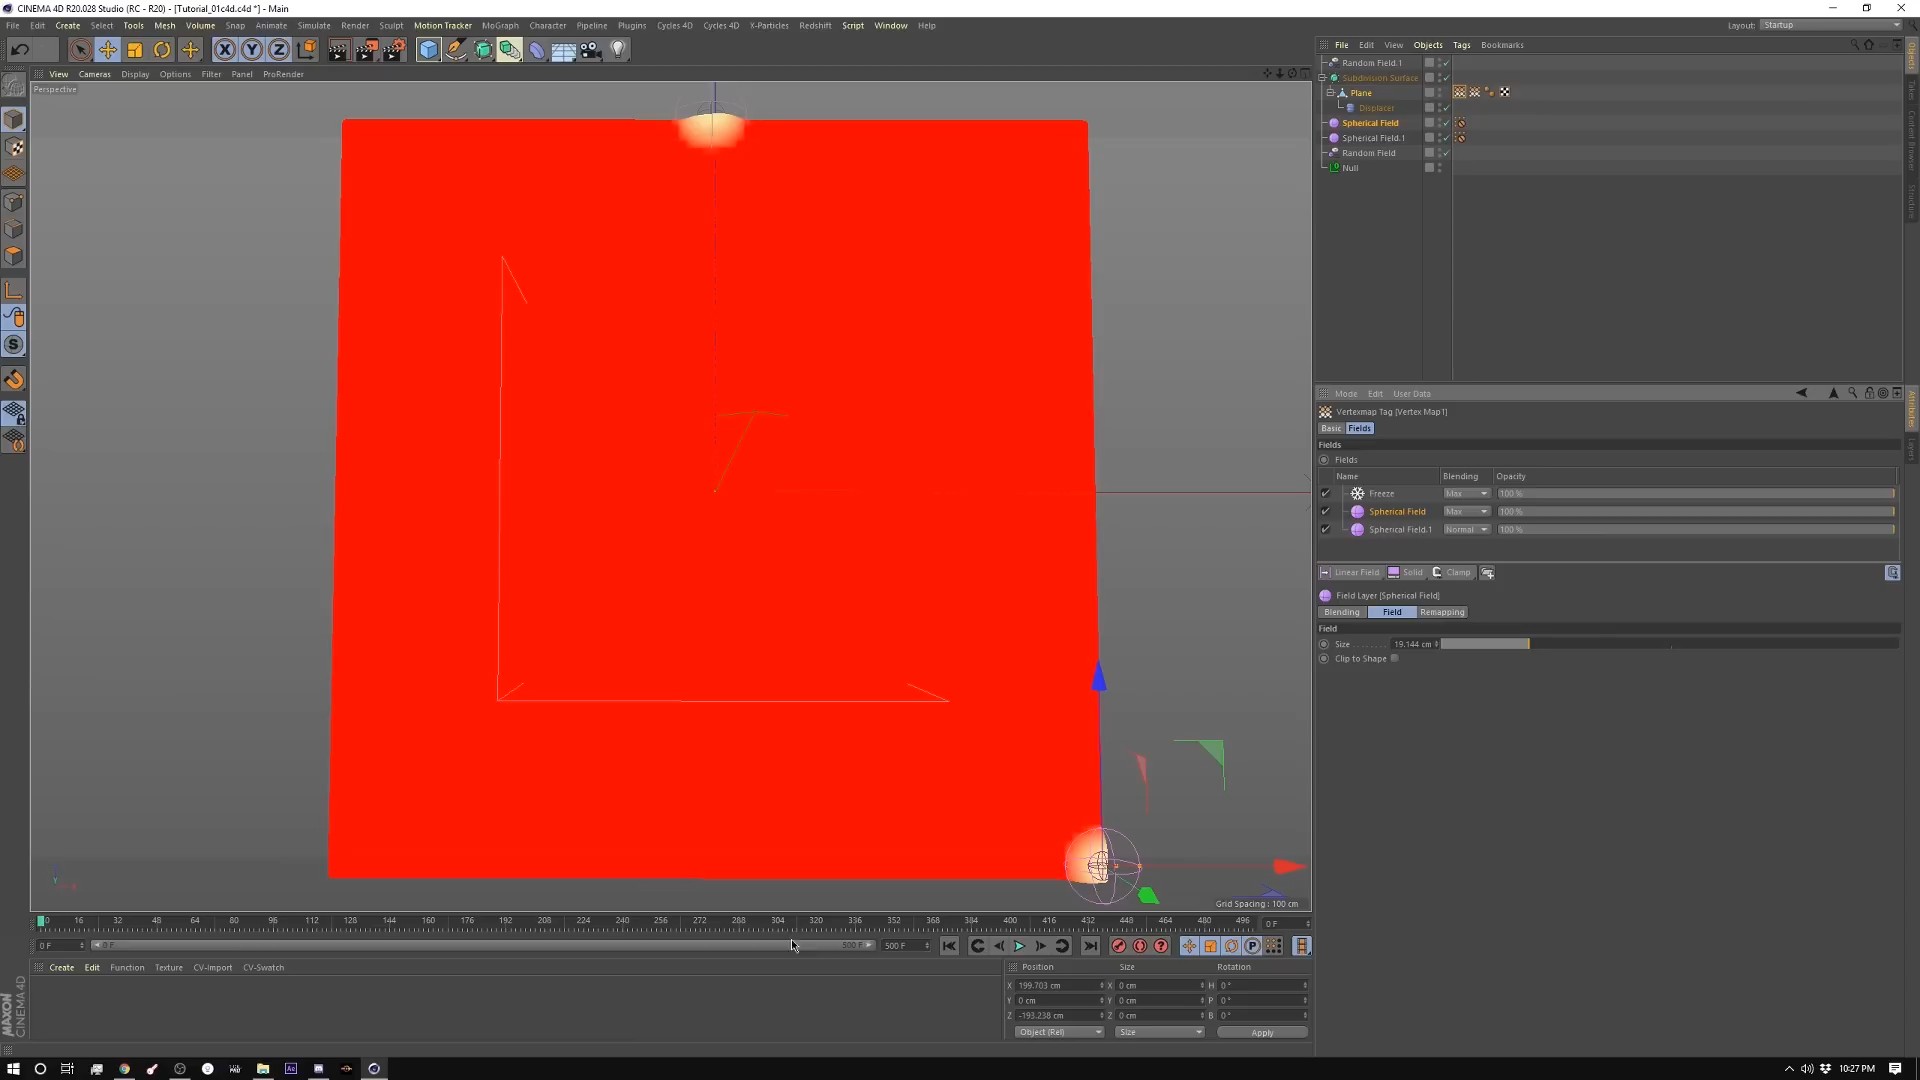 CINEMA 4D R20.028 Studio (RC - R20) - [Tutorial_01c4d.c4d *] - Main
File Edit Create Select Tools Mesh Volume Snap Animate Simulate Render Sculpt Motion Tracker MoGraph Character Pipeline Plugins Cycles 4D Cycles 4D X-Particles Redshift Script Window Help
Layout: Startup
X Y Z
File Edit View Objects Tags Bookmarks
View Cameras Display Options Filter Panel ProRender
Perspective
Random Field.1
Subdivision Surface
Plane
Displacer
Spherical Field
Spherical Field.1
Random Field
Null
Objects
Takes
Content Browser
Structure
Mode Edit User Data
Vertexmap Tag [Vertex Map1]
Basic Fields
Fields
Fields
Name Blending Opacity
Freeze Max 100 %
Spherical Field Max 100 %
Spherical Field.1 Normal 100 %
Linear Field Solid Clamp
Field Layer [Spherical Field]
Blending Field Remapping
Field
Size 19.144 cm
Clip to Shape
Attributes
Layers
Grid Spacing : 100 cm
0 16 32 48 64 80 96 112 128 144 160 176 192 208 224 240 256 272 288 304 320 336 352 368 384 400 416 432 448 464 480 496 0 F
0 F 0 F 500 F 500 F
Create Edit Function Texture CV-Import CV-Swatch
Position Size Rotation
X 199.703 cm X 0 cm H 0 °
Y 0 cm Y 0 cm P 0 °
Z -193.238 cm Z 0 cm B 0 °
Object (Rel) Size Apply
MAXON
CINEMA 4D
10:27 PM